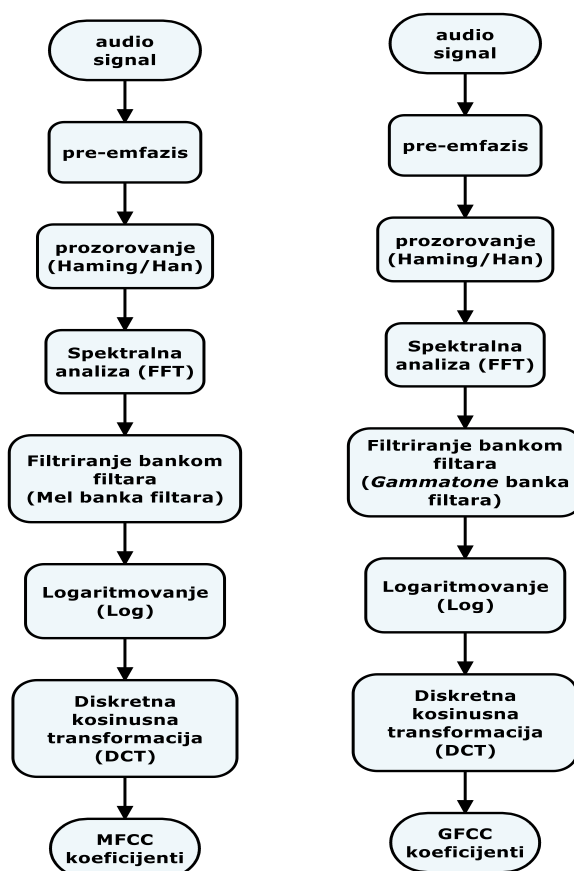 audio
signal
pre-emfazis
prozorovanje
(Haming/Han)
Spektralna
analiza (FFT)
Filtriranje bankom
filtara
(Mel banka filtara)
Logaritmovanje
(Log)
Diskretna
kosinusna
transformacija
(DCT)
MFCC
koeficijenti
audio
signal
pre-emfazis
prozorovanje
(Haming/Han)
Spektralna
analiza (FFT)
Filtriranje bankom
filtara
(Gammatone banka
filtara)
Logaritmovanje
(Log)
Diskretna
kosinusna
transformacija
(DCT)
GFCC
koeficijenti